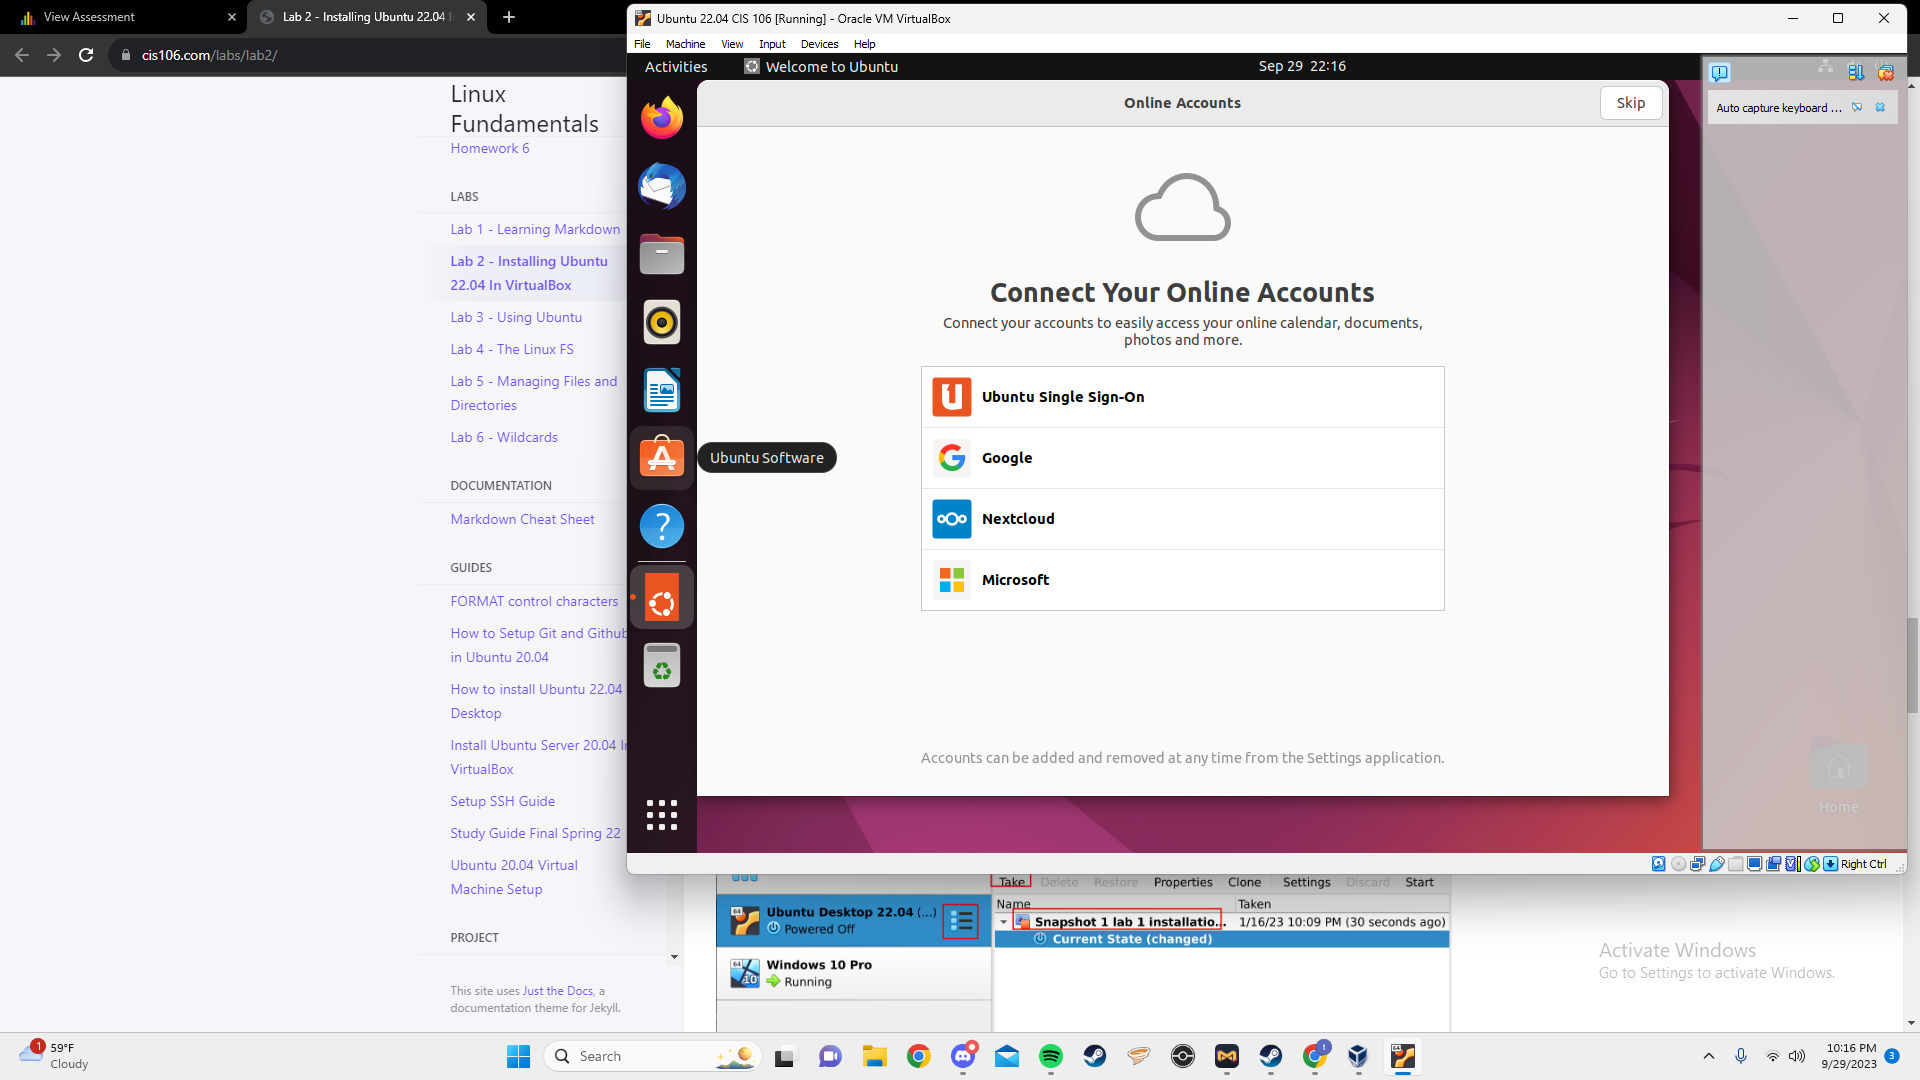 View Assessment
Lab 2 - Installing Ubuntu 22.04 I
cis106.com/labs/lab2/
Linux
Fundamentals
Homework 6
LABS
Lab 1 - Learning Markdown
Lab 2 - Installing Ubuntu
22.04 In VirtualBox
Lab 3 - Using Ubuntu
Lab 4 - The Linux FS
Lab 5 - Managing Files and
Directories
Lab 6 - Wildcards
DOCUMENTATION
Markdown Cheat Sheet
GUIDES
FORMAT control characters
How to Setup Git and Github
in Ubuntu 20.04
How to install Ubuntu 22.04
Desktop
Install Ubuntu Server 20.04 In
VirtualBox
Setup SSH Guide
Study Guide Final Spring 22
Ubuntu 20.04 Virtual
Machine Setup
PROJECT
This site uses Just the Docs, a
documentation theme for Jekyll.
Ubuntu 22.04 CIS 106 [Running] - Oracle VM VirtualBox
File Machine View Input Devices Help
Activities Welcome to Ubuntu Sep 29 22:16
Online Accounts
Skip
Auto capture keyboard ...
Connect Your Online Accounts
Connect your accounts to easily access your online calendar, documents,
photos and more.
Ubuntu Single Sign-On
Google
Ubuntu Software
Nextcloud
Microsoft
Accounts can be added and removed at any time from the Settings application.
Home
Right Ctrl
Take Delete Restore Properties Clone Settings Discard Start
Name Taken
Ubuntu Desktop 22.04 (...)
Powered Off
Snapshot 1 lab 1 installatio... 1/16/23 10:09 PM (30 seconds ago)
Current State (changed)
Windows 10 Pro
Running
Activate Windows
Go to Settings to activate Windows.
1
59°F
Cloudy
Search
1
10:16 PM
9/29/2023
3